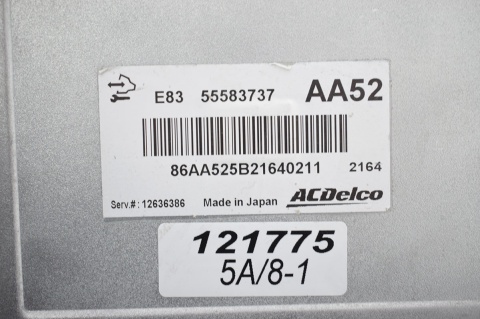 E83 55583737 AA52
86AA525B21640211 2164
Serv.#: 12636386 Made in Japan ACDelco
121775
5A/8-1